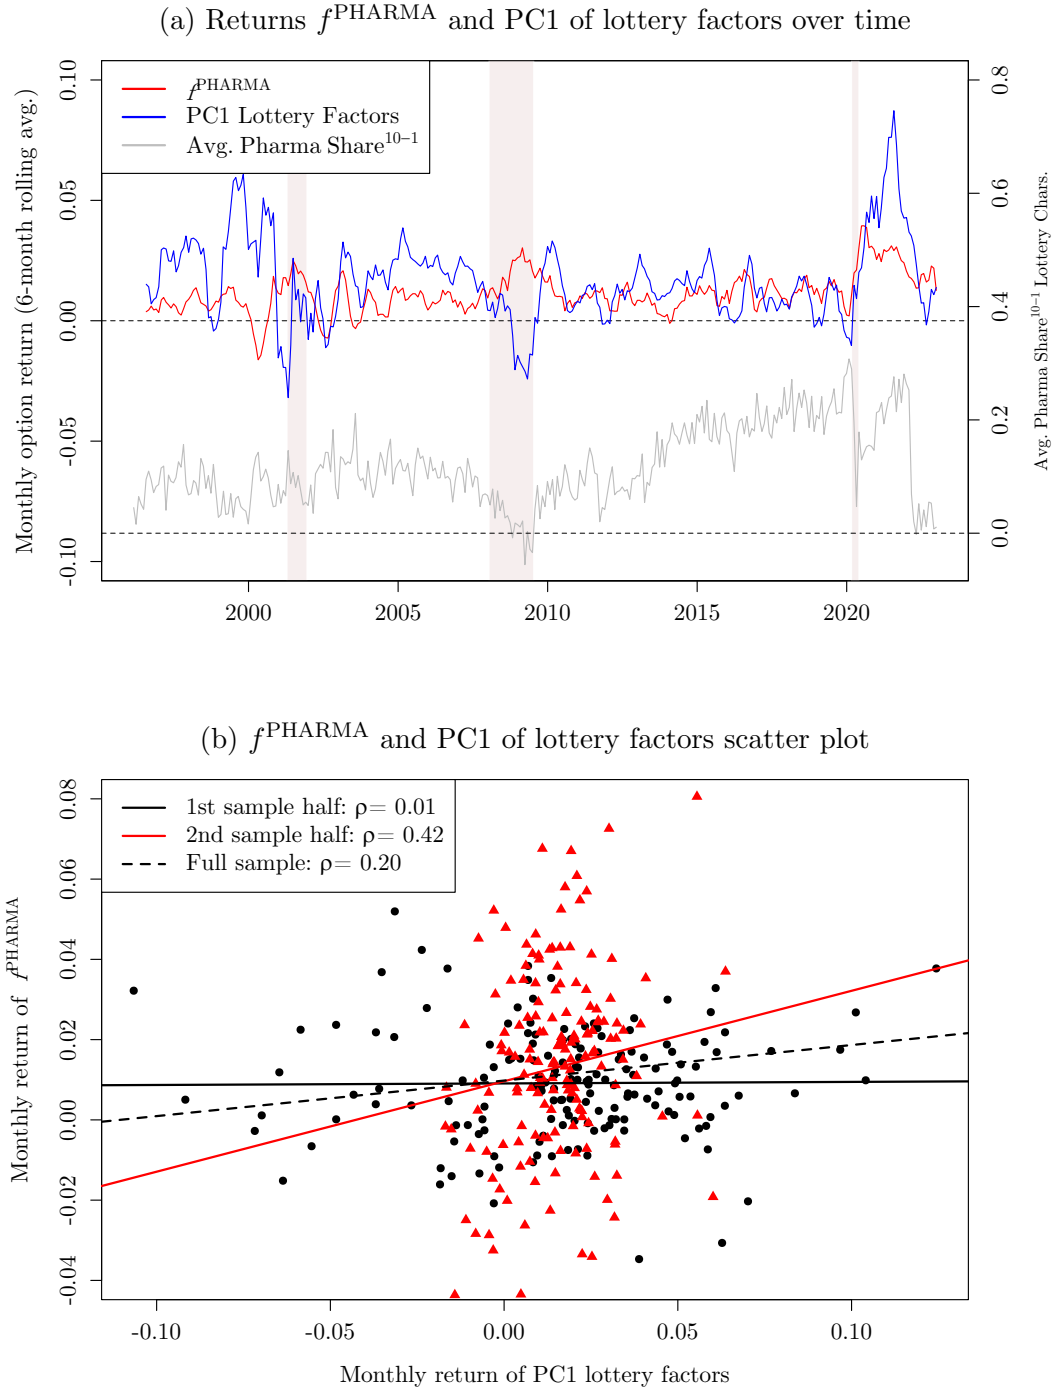 (a) Returns f^PHARMA and PC1 of lottery factors over time
f^PHARMA
PC1 Lottery Factors
Avg. Pharma Share^10−1
Monthly option return (6-month rolling avg.)
0.10
0.05
0.00
-0.05
-0.10
0.8
0.6
0.4
0.2
0.0
Avg. Pharma Share^10−1 Lottery Chars.
2000 2005 2010 2015 2020
(b) f^PHARMA and PC1 of lottery factors scatter plot
1st sample half: ρ= 0.01
2nd sample half: ρ= 0.42
Full sample: ρ= 0.20
Monthly return of f^PHARMA
0.08
0.06
0.04
0.02
0.00
-0.02
-0.04
-0.10 -0.05 0.00 0.05 0.10
Monthly return of PC1 lottery factors